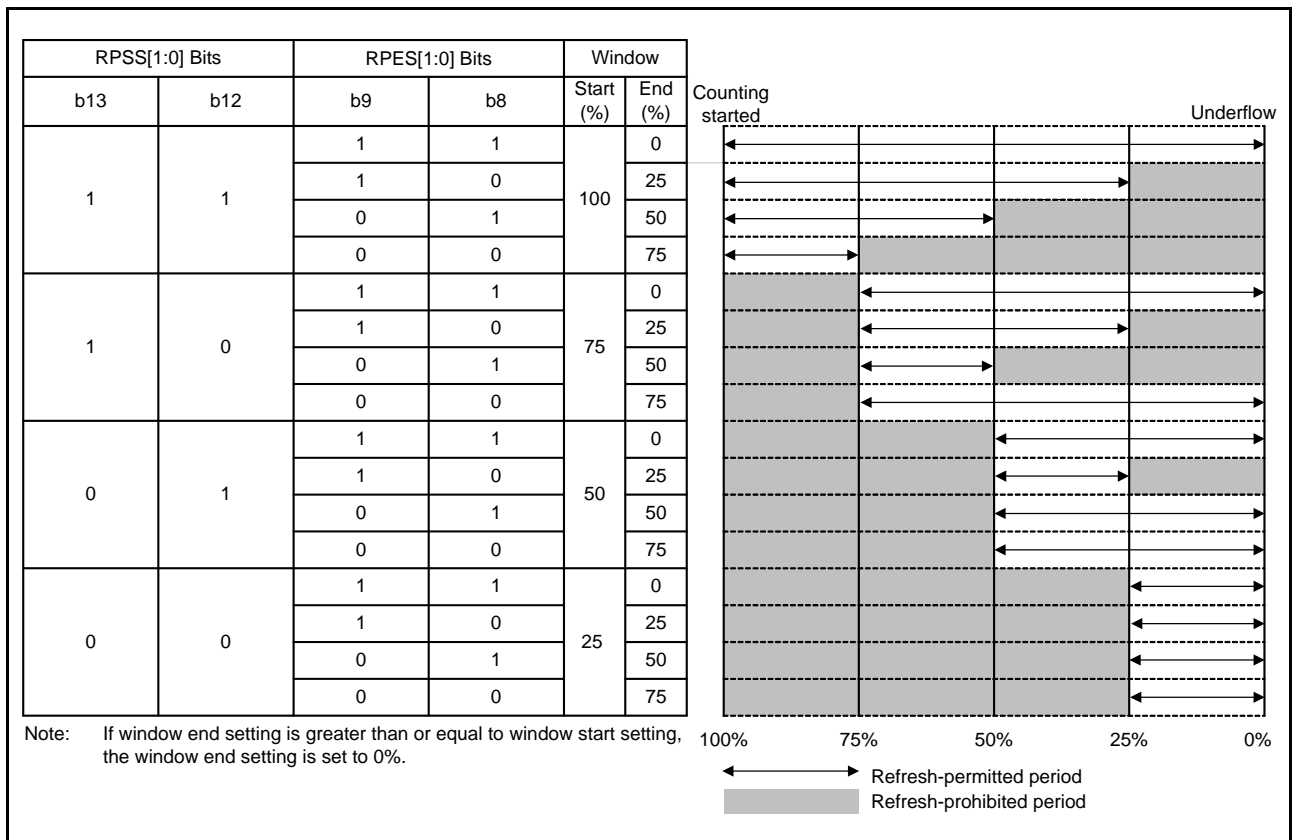 RPSS[1:0] Bits RPES[1:0] Bits Window
b13 b12 b9 b8 Start (%) End (%)
Counting started Underflow
1 1 1 1 100 0
1 0 25
0 1 50
0 0 75
1 0 1 1 75 0
1 0 25
0 1 50
0 0 75
0 1 1 1 50 0
1 0 25
0 1 50
0 0 75
0 0 1 1 25 0
1 0 25
0 1 50
0 0 75
Note: If window end setting is greater than or equal to window start setting,
the window end setting is set to 0%.
100% 75% 50% 25% 0%
Refresh-permitted period
Refresh-prohibited period